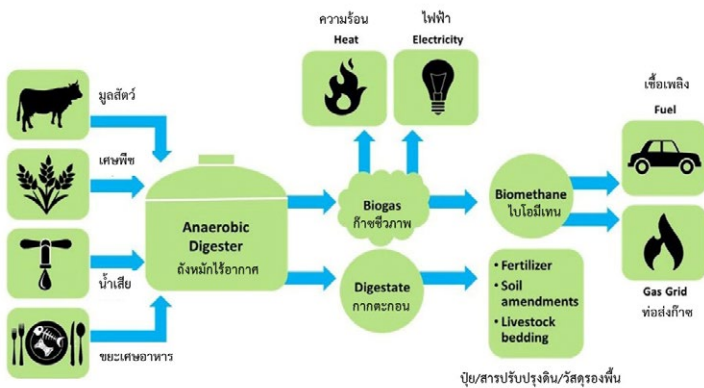 ความร้อน
Heat
ไฟฟ้า
Electricity
มูลสัตว์
เศษพืช
น้ำเสีย
ขยะเศษอาหาร
Anaerobic
Digester
ถังหมักไร้อากาศ
Biogas
ก๊าซชีวภาพ
Digestate
กากตะกอน
Biomethane
ไบโอมีเทน
• Fertilizer
• Soil
amendments
• Livestock
bedding
ปุ๋ย/สารปรับปรุงดิน/วัสดุรองพื้น
เชื้อเพลิง
Fuel
Gas Grid
ท่อส่งก๊าซ